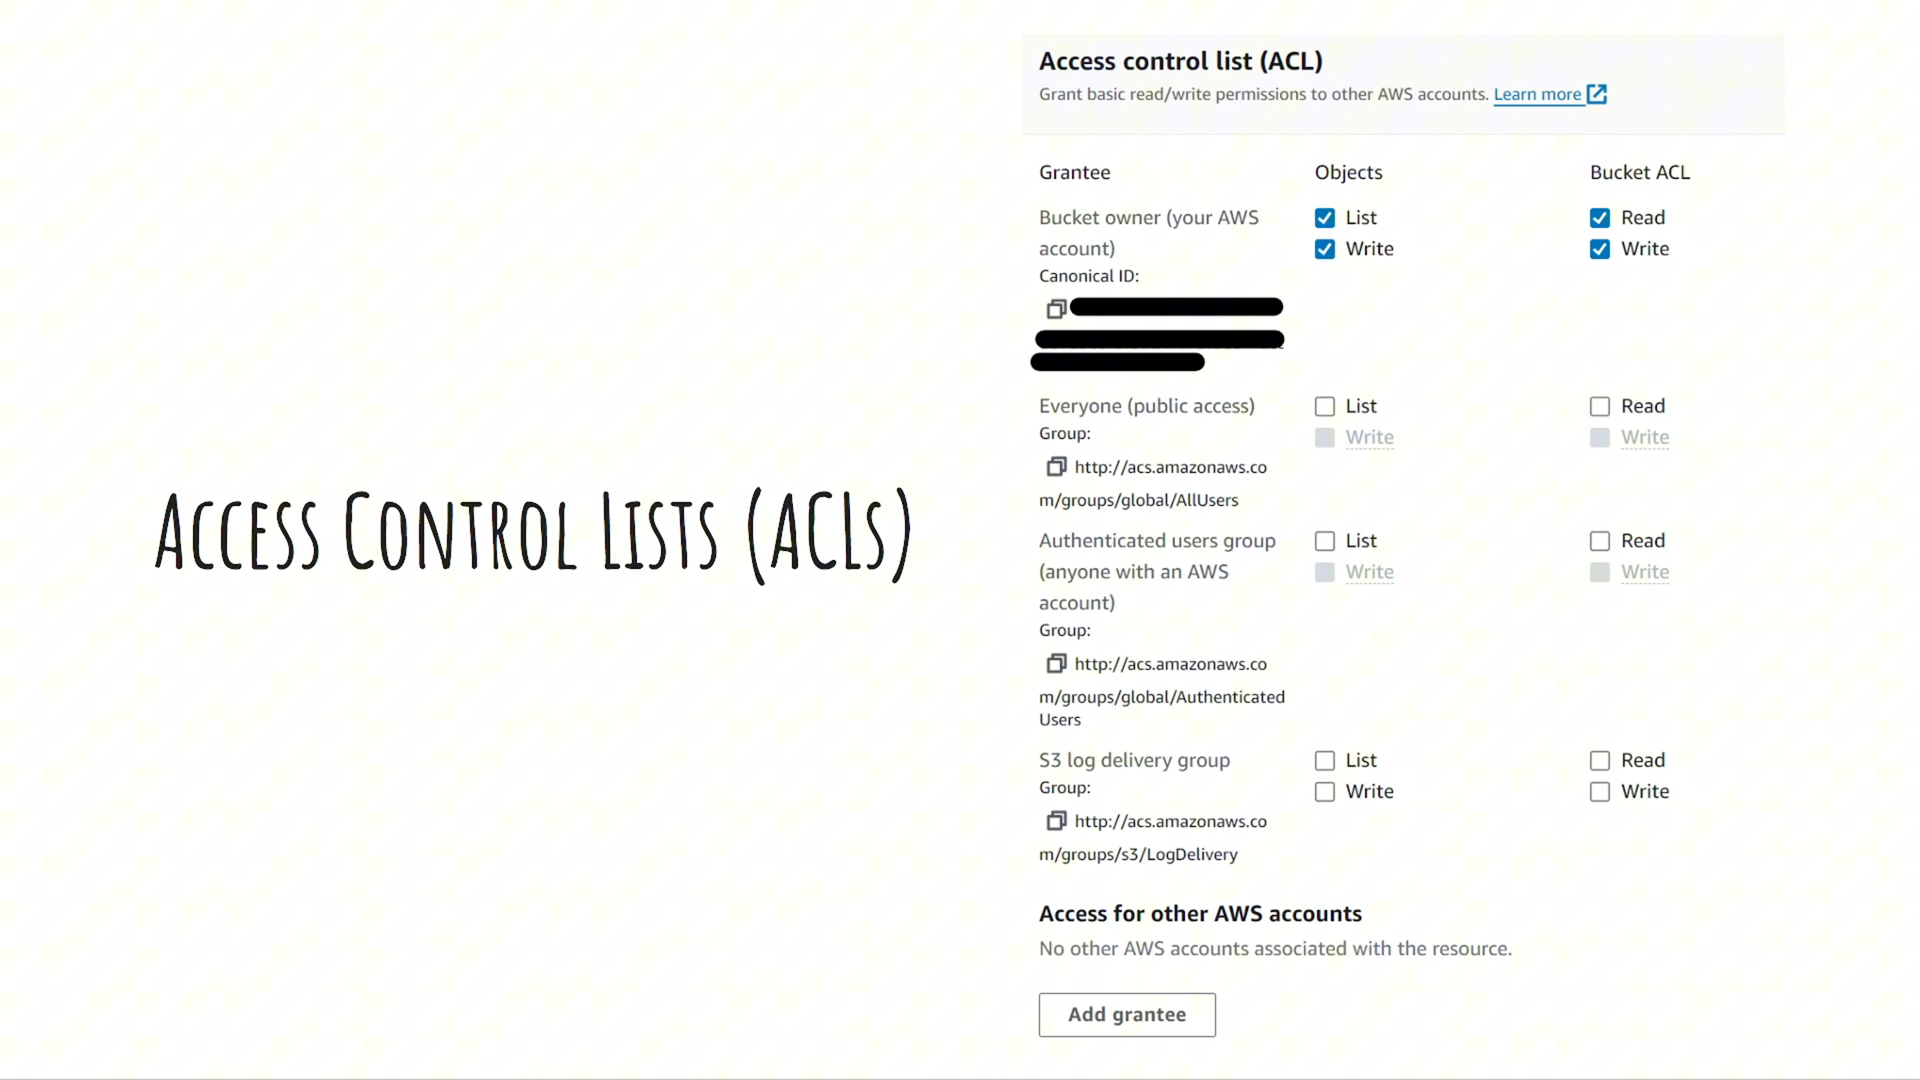 Access Control Lists (ACLs)
Access control list (ACL)
Grant basic read/write permissions to other AWS accounts. Learn more
Grantee Objects Bucket ACL
Bucket owner (your AWS List Read
account) Write Write
Canonical ID:
Everyone (public access) List Read
Group: Write Write
http://acs.amazonaws.co
m/groups/global/AllUsers
Authenticated users group List Read
(anyone with an AWS Write Write
account)
Group:
http://acs.amazonaws.co
m/groups/global/Authenticated
Users
S3 log delivery group List Read
Group: Write Write
http://acs.amazonaws.co
m/groups/s3/LogDelivery
Access for other AWS accounts
No other AWS accounts associated with the resource.
Add grantee